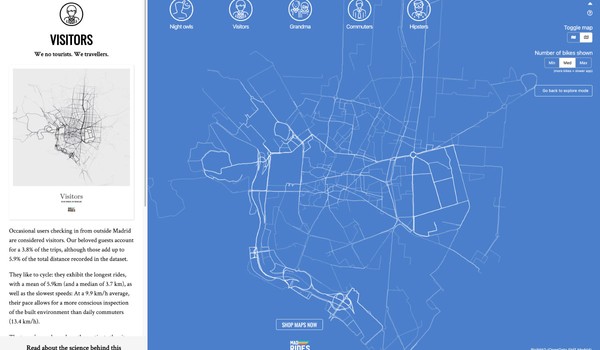 VISITORS
We no tourists. We travellers.
Visitors
Occasional users checking in from outside Madrid
are considered visitors. Our beloved guests account
for a 3.8% of the trips, although those add up to
5.9% of the total distance recorded in the dataset.
They like to cycle: they exhibit the longest rides,
with a mean of 5.9km (and a median of 3.7 km), as
well as the slowest speeds: At a 9.9 km/h average,
their pace allows for a more conscious inspection
of the built environment than daily commuters
(13.4 km/h).
Read about the science behind this
Night owls
Visitors
Grandma
Commuters
Hipsters
Toggle map
Number of bikes shown
Min Med Max
Go back to explore mode
SHOP MAPS NOW
MAD
RIDES